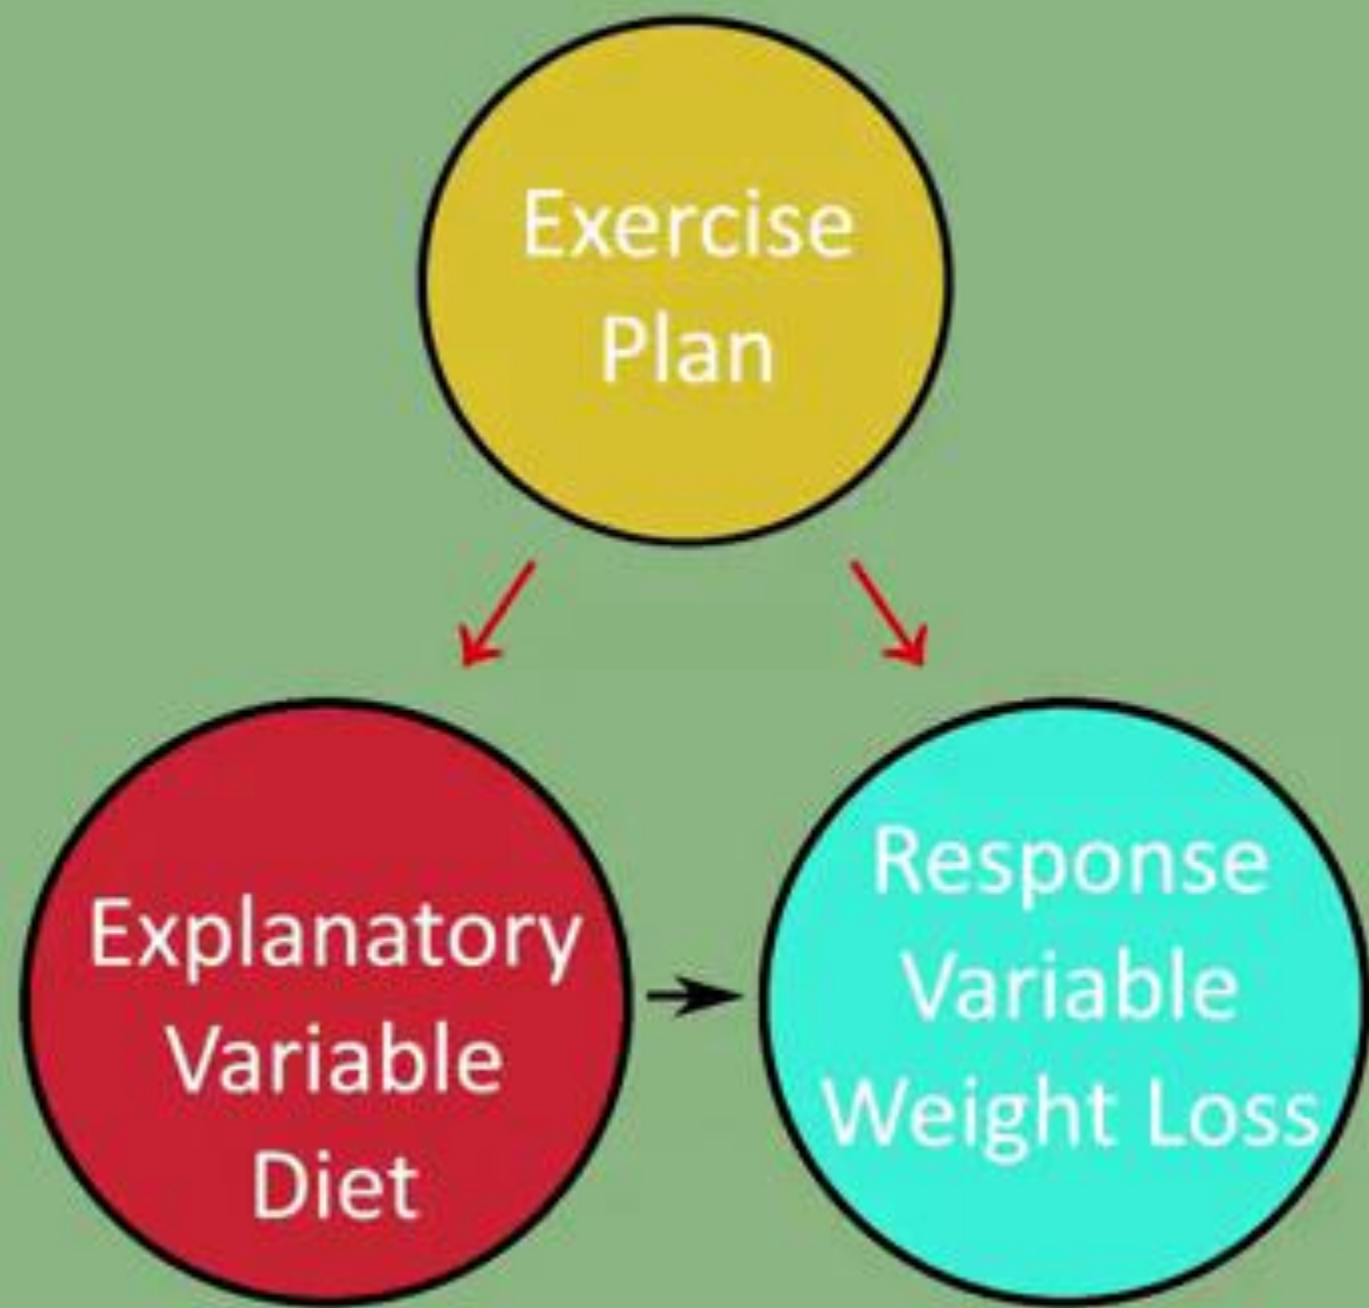 Exercise
Plan
Explanatory
Variable
Diet
Response
Variable
Weight Loss